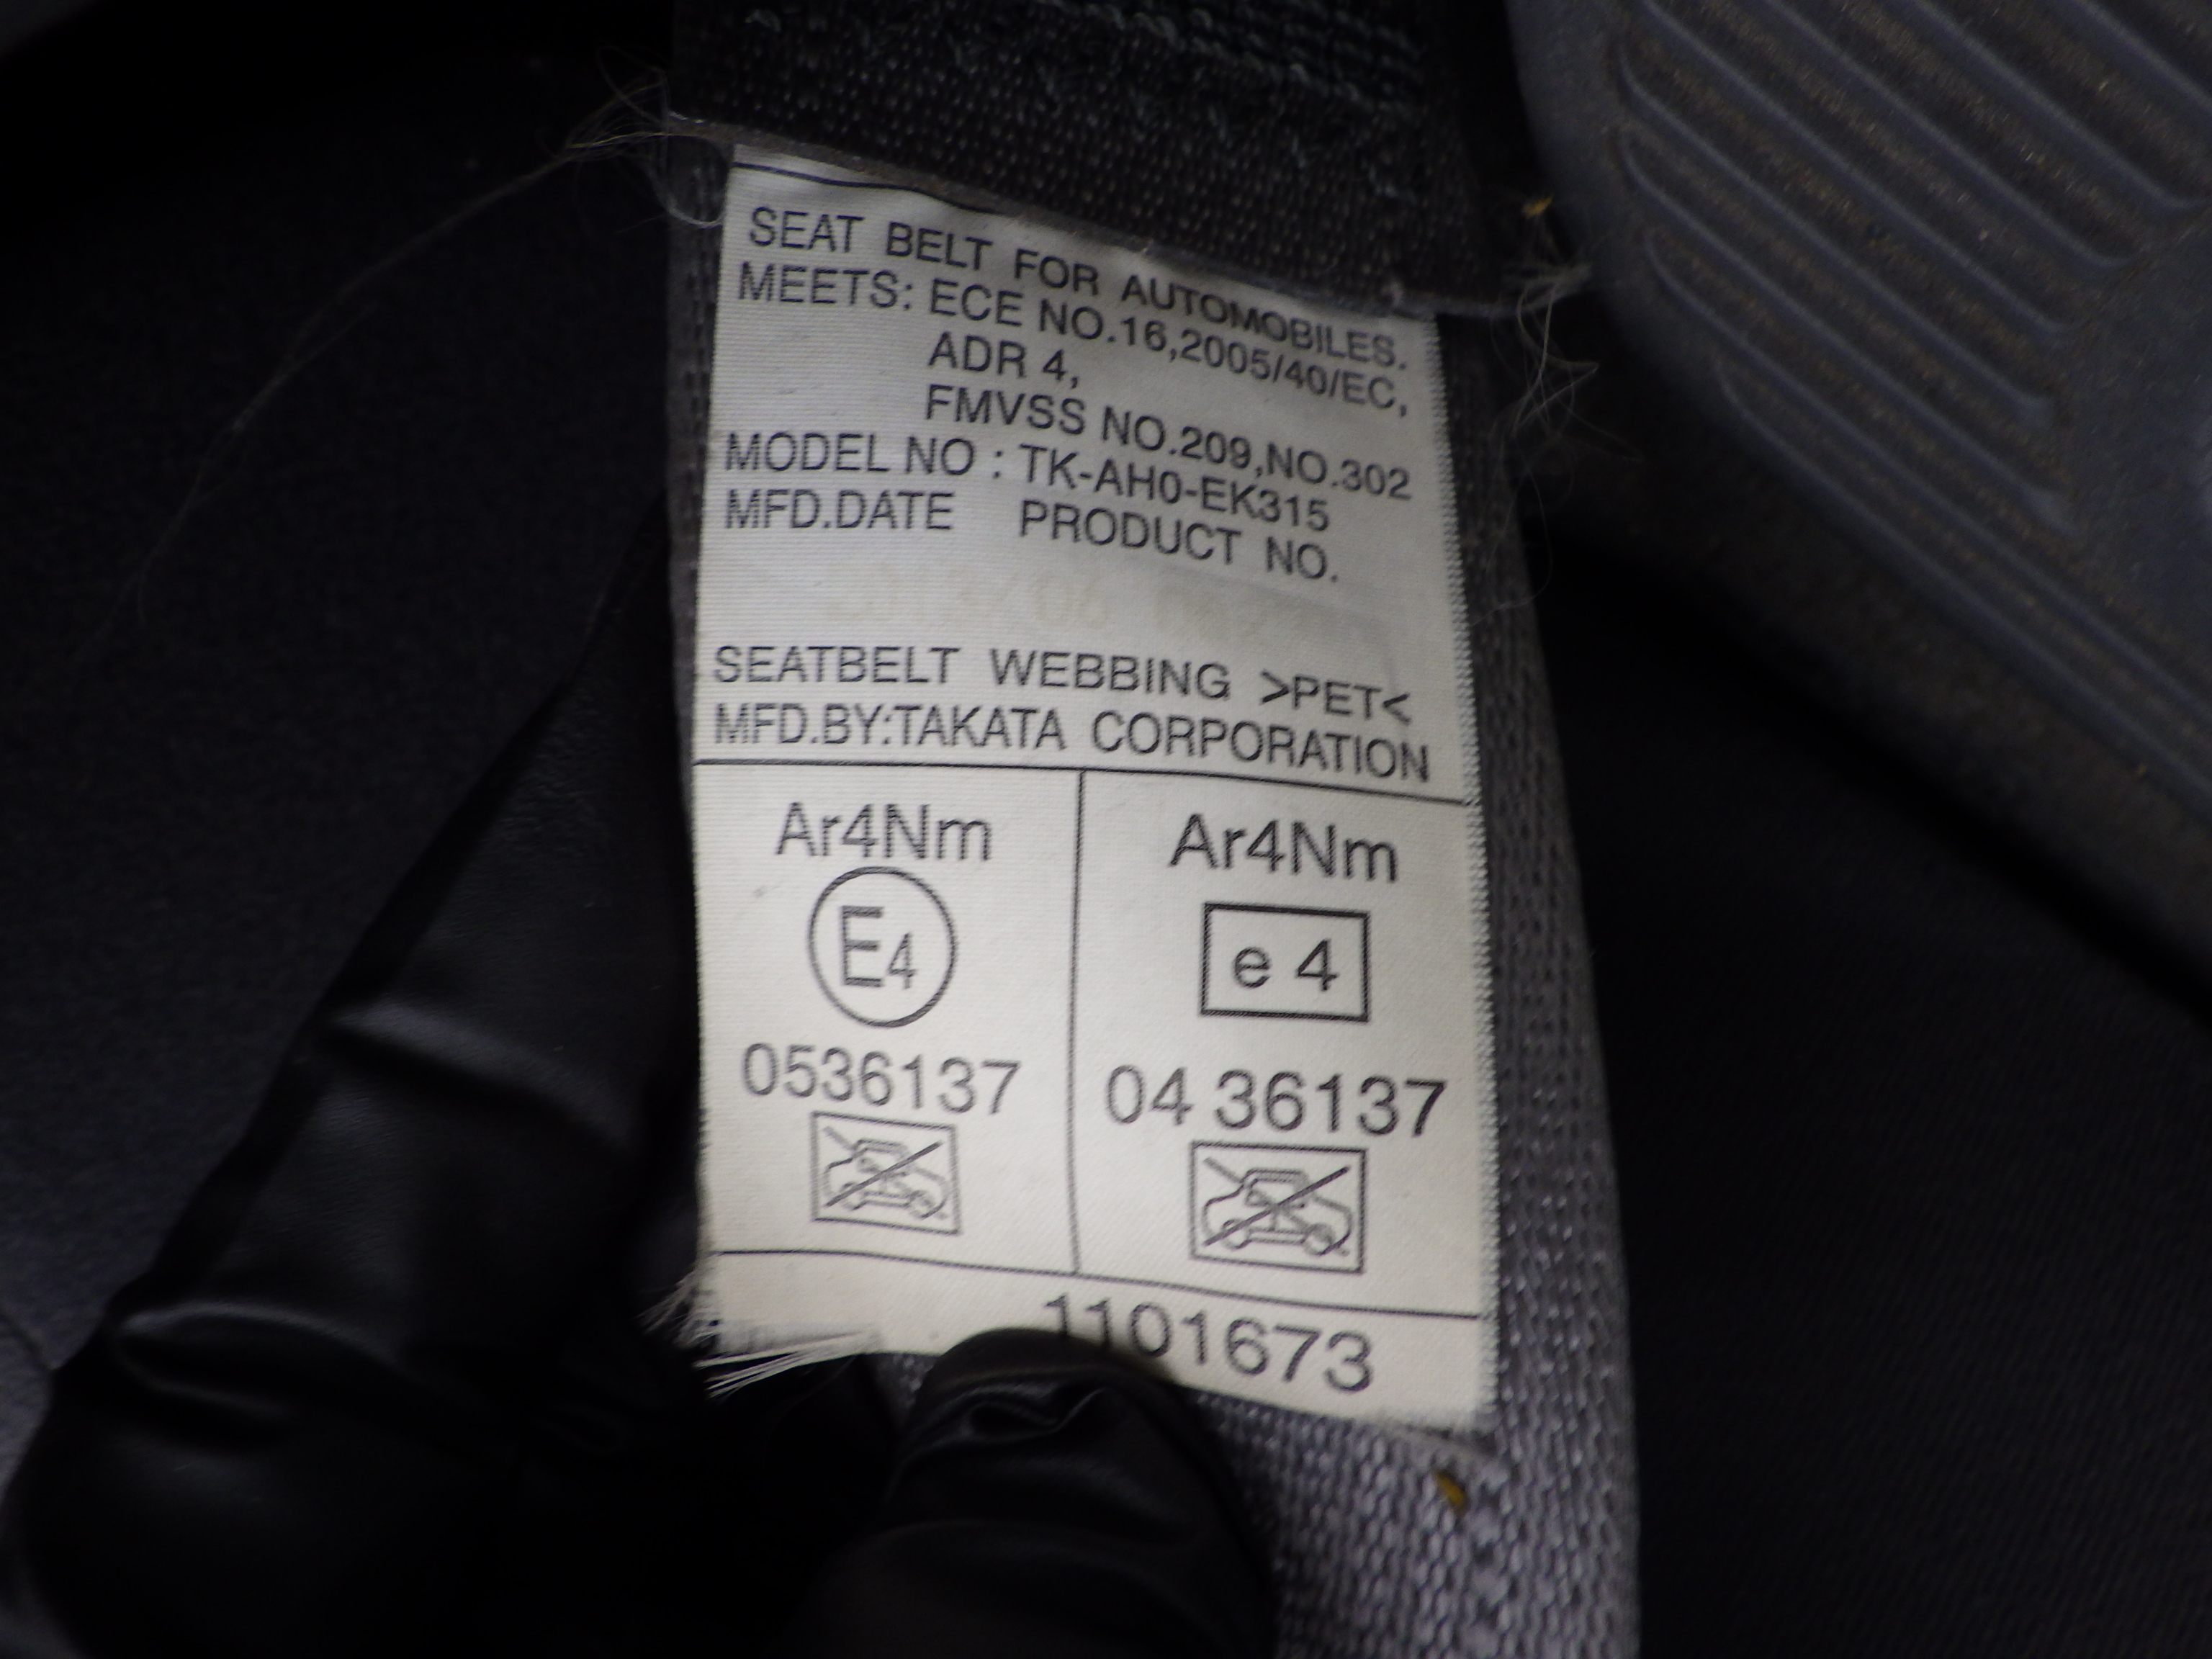 SEAT BELT FOR AUTOMOBILES.
MEETS: ECE NO.16,2005/40/EC,
ADR 4,
FMVSS NO.209,NO.302
MODEL NO : TK-AH0-EK315
MFD.DATE PRODUCT NO.
SEATBELT WEBBING >PET<
MFD.BY:TAKATA CORPORATION
Ar4Nm
E4
0536137
Ar4Nm
e 4
04 36137
1101673